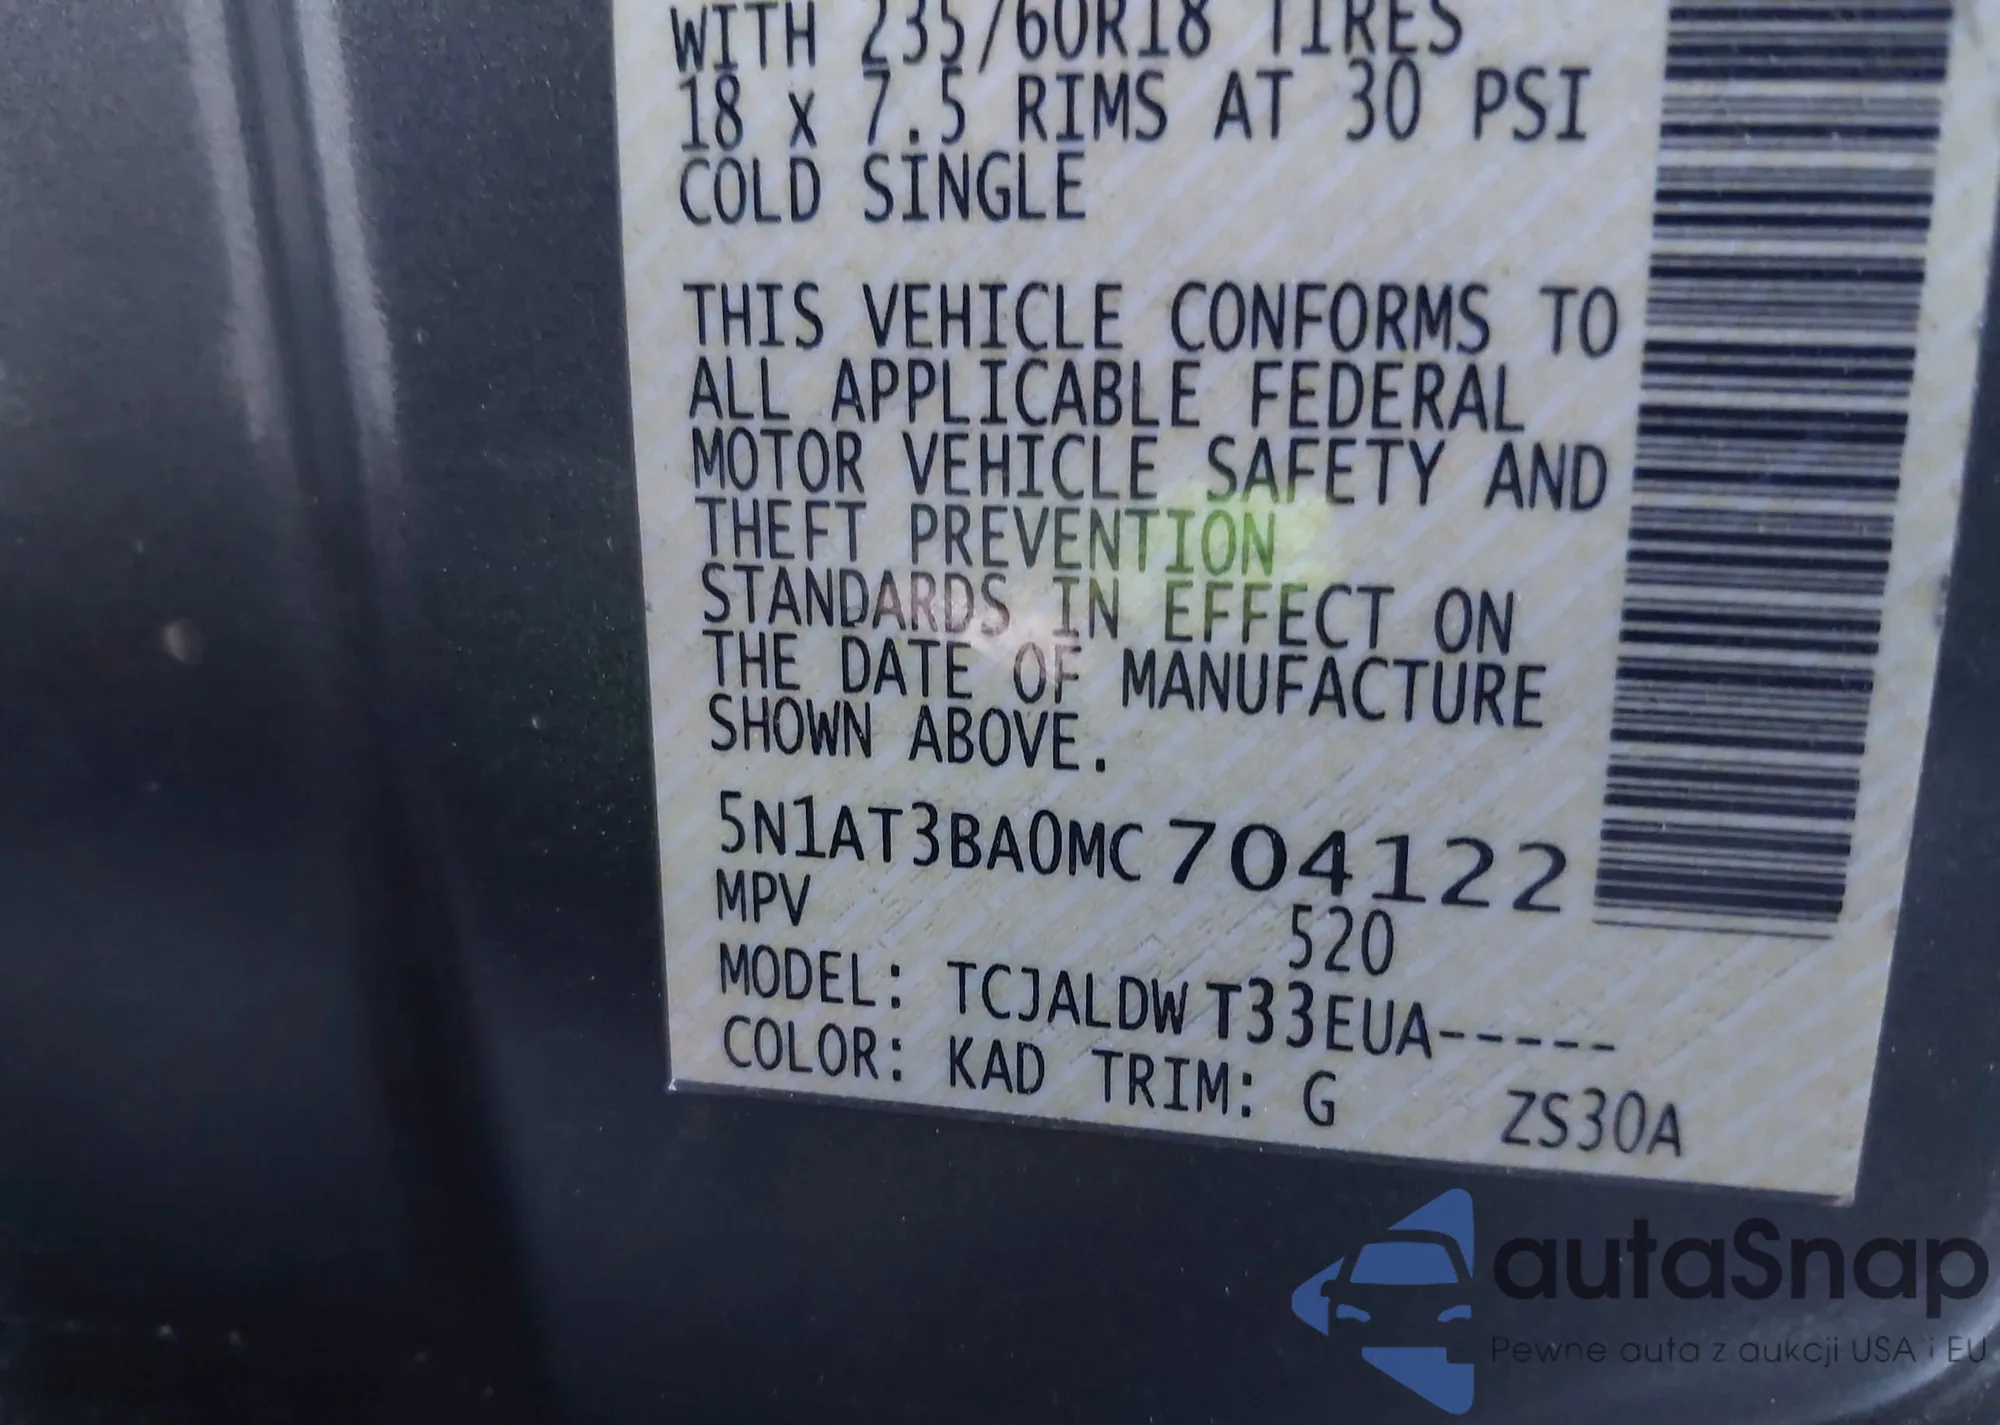 WITH 235/60R18 TIRES
18 x 7.5 RIMS AT 30 PSI
COLD SINGLE
THIS VEHICLE CONFORMS TO
ALL APPLICABLE FEDERAL
MOTOR VEHICLE SAFETY AND
THEFT PREVENTION
STANDARDS IN EFFECT ON
THE DATE OF MANUFACTURE
SHOWN ABOVE.
5N1AT3BA0MC704122
MPV 520
MODEL: TCJALDWT33EUA-----
COLOR: KAD TRIM: G ZS30A
autaSnap
Pewne auta z aukcji USA i EU